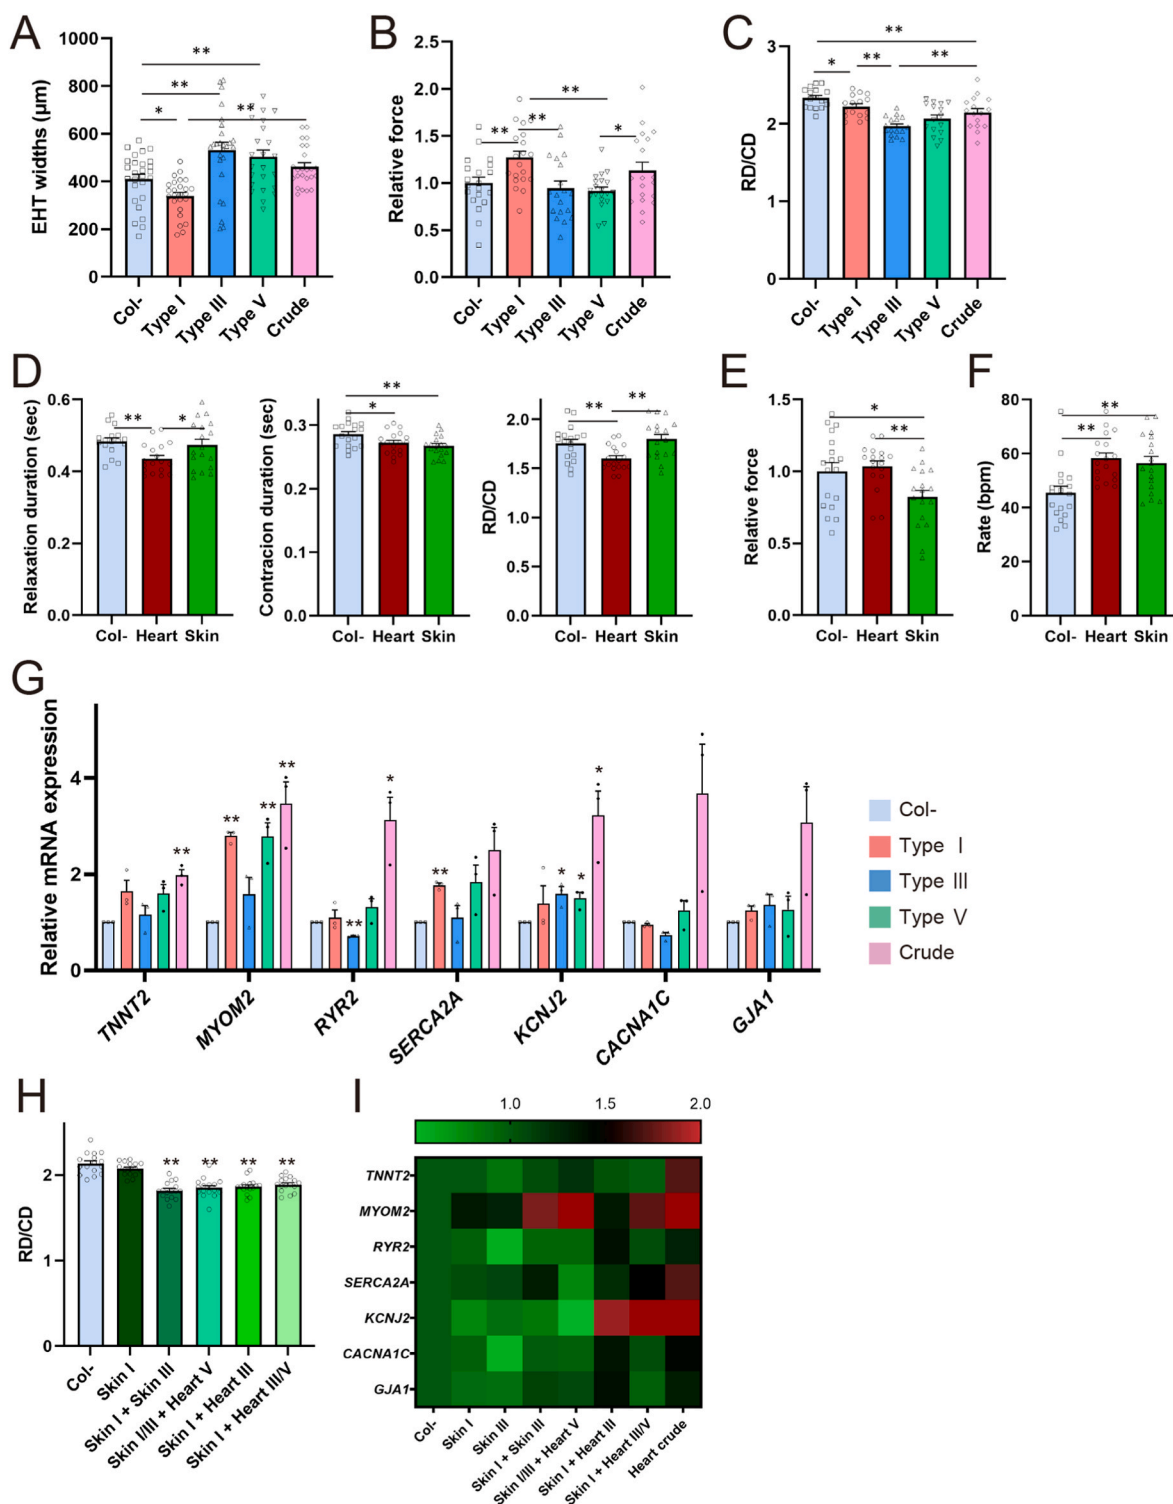 A
EHT widths (μm)
1000
800
600
400
200
0
**
**
*
**
Col-
Type I
Type III
Type V
Crude
B
Relative force
2.5
2.0
1.5
1.0
0.5
0.0
**
**
**
*
Col-
Type I
Type III
Type V
Crude
C
RD/CD
3
2
1
0
**
*
**
**
Col-
Type I
Type III
Type V
Crude
D
Relaxation duration (sec)
0.6
0.4
0.2
0.0
**
*
Col-
Heart
Skin
Contracion duration (sec)
0.3
0.2
0.1
0.0
**
*
Col-
Heart
Skin
RD/CD
2.0
1.5
1.0
0.5
0.0
**
**
Col-
Heart
Skin
E
Relative force
1.5
1.0
0.5
0.0
*
**
Col-
Heart
Skin
F
Rate (bpm)
80
60
40
20
0
**
**
Col-
Heart
Skin
G
Relative mRNA expression
4
2
0
**
**
**
**
**
*
**
*
*
*
TNNT2
MYOM2
RYR2
SERCA2A
KCNJ2
CACNA1C
GJA1
Col-
Type I
Type III
Type V
Crude
H
RD/CD
2
1
0
**
**
**
**
Col-
Skin I
Skin I + Skin III
Skin I/III + Heart V
Skin I + Heart III
Skin I + Heart III/V
I
1.0
1.5
2.0
TNNT2
MYOM2
RYR2
SERCA2A
KCNJ2
CACNA1C
GJA1
Col-
Skin I
Skin III
Skin I + Skin III
Skin I/III + Heart V
Skin I + Heart III
Skin I + Heart III/V
Heart crude